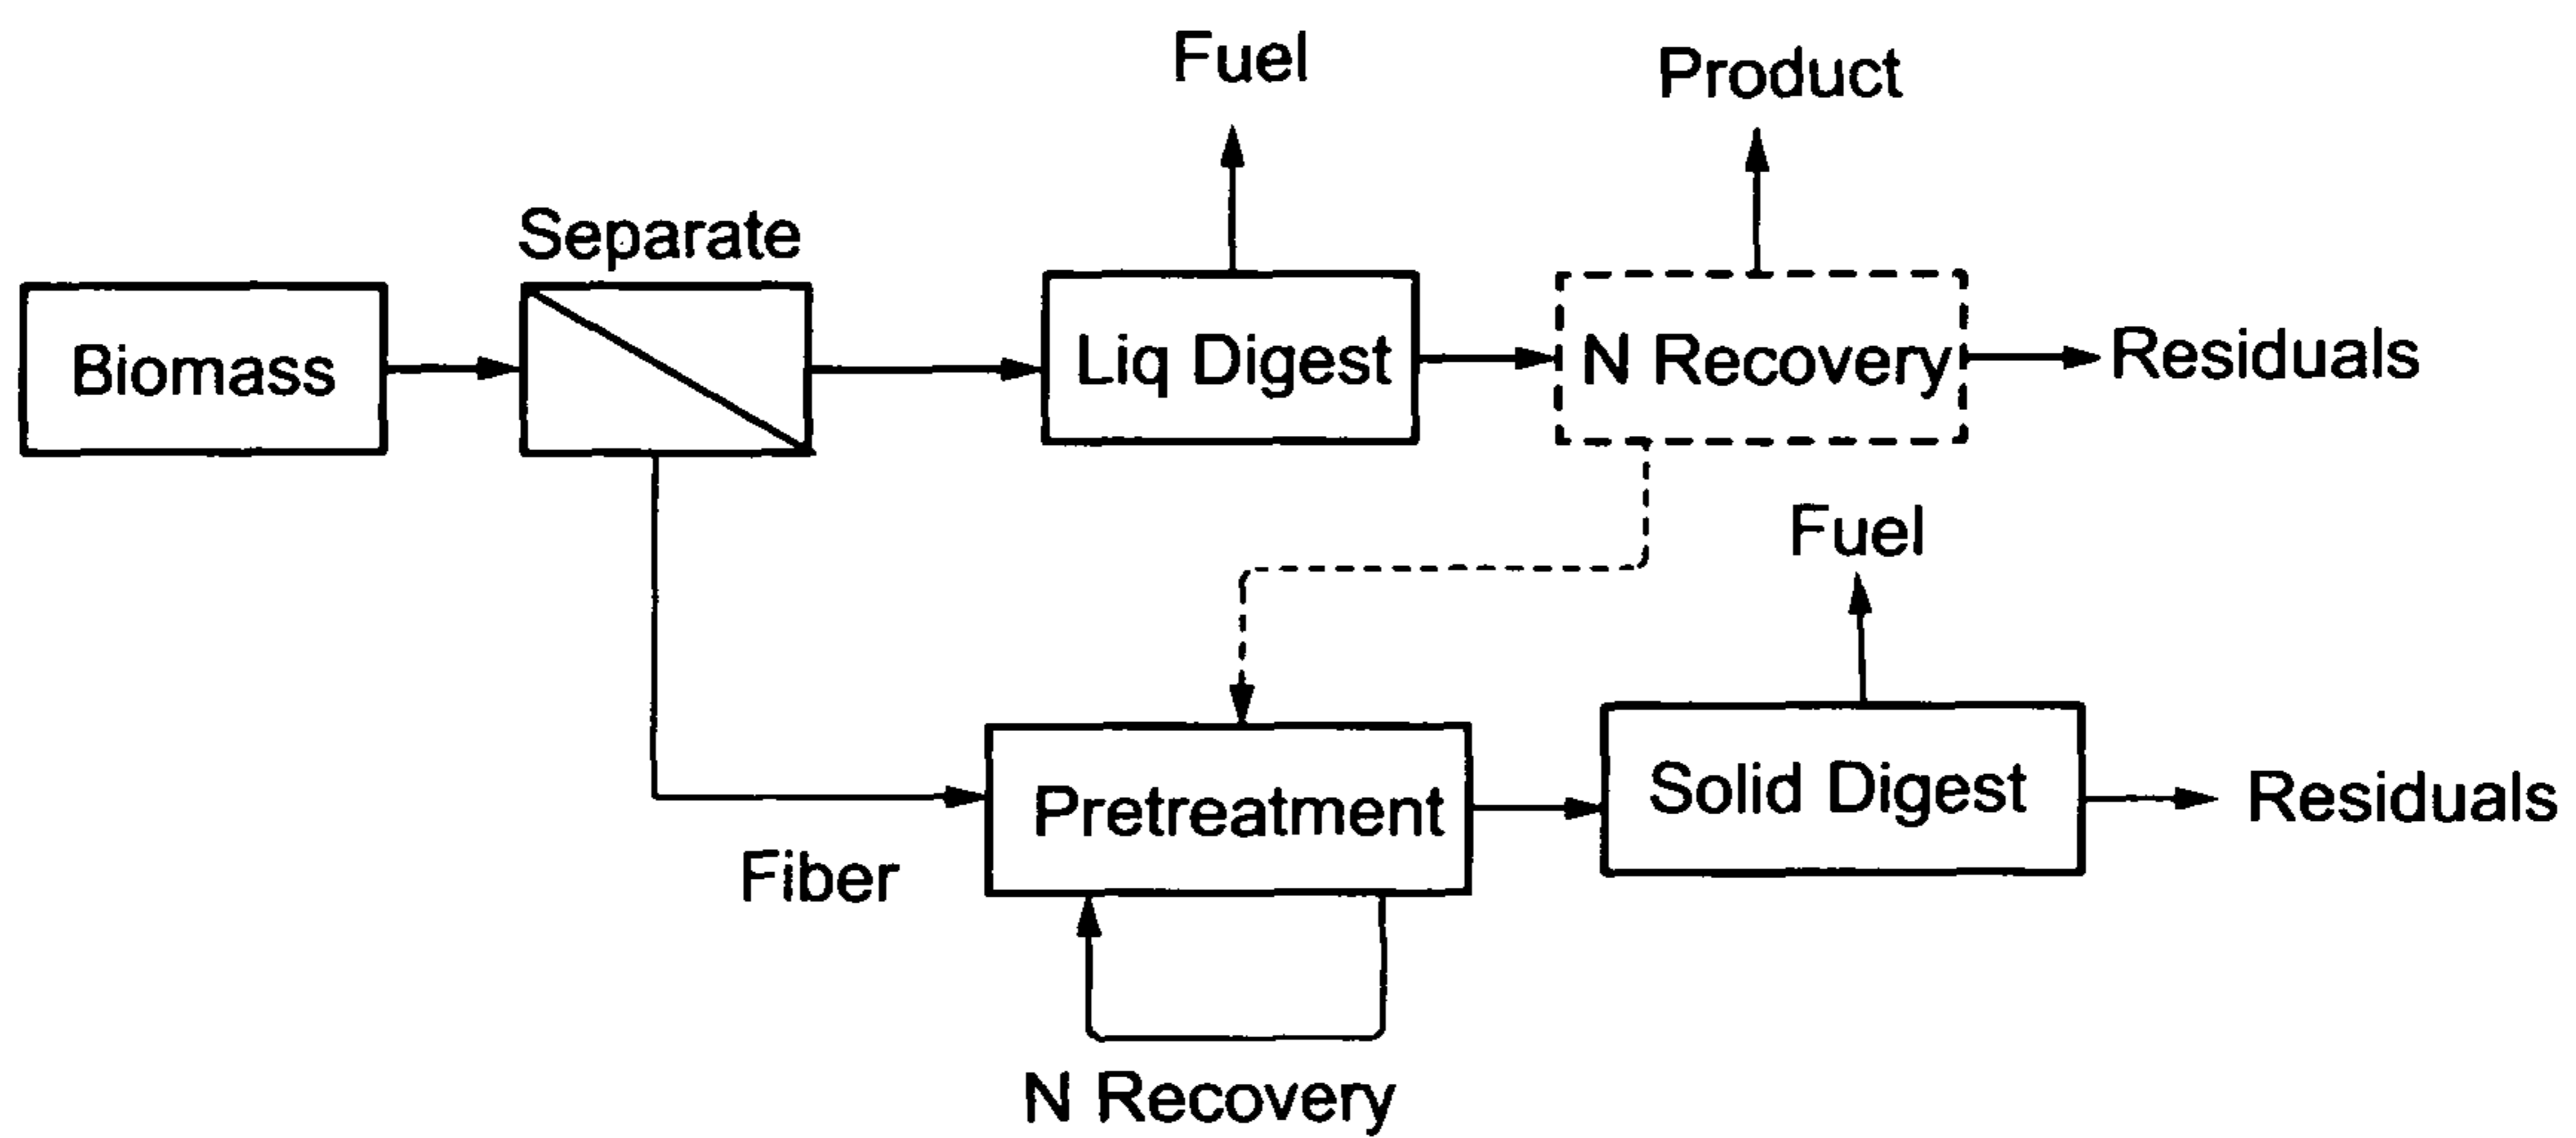 Fuel
Product
Separate
Biomass
Liq Digest
N Recovery
Residuals
Fuel
Fiber
Pretreatment
Solid Digest
Residuals
N Recovery